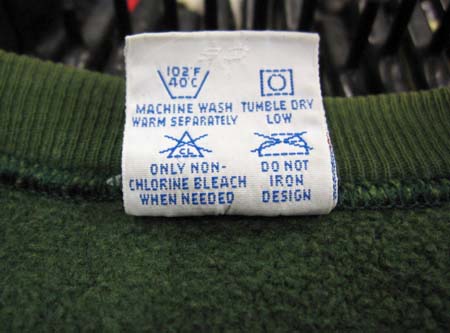 102°F
40°C
MACHINE WASH
WARM SEPARATELY
TUMBLE DRY
LOW
CL
ONLY NON-
CHLORINE BLEACH
WHEN NEEDED
DO NOT
IRON
DESIGN